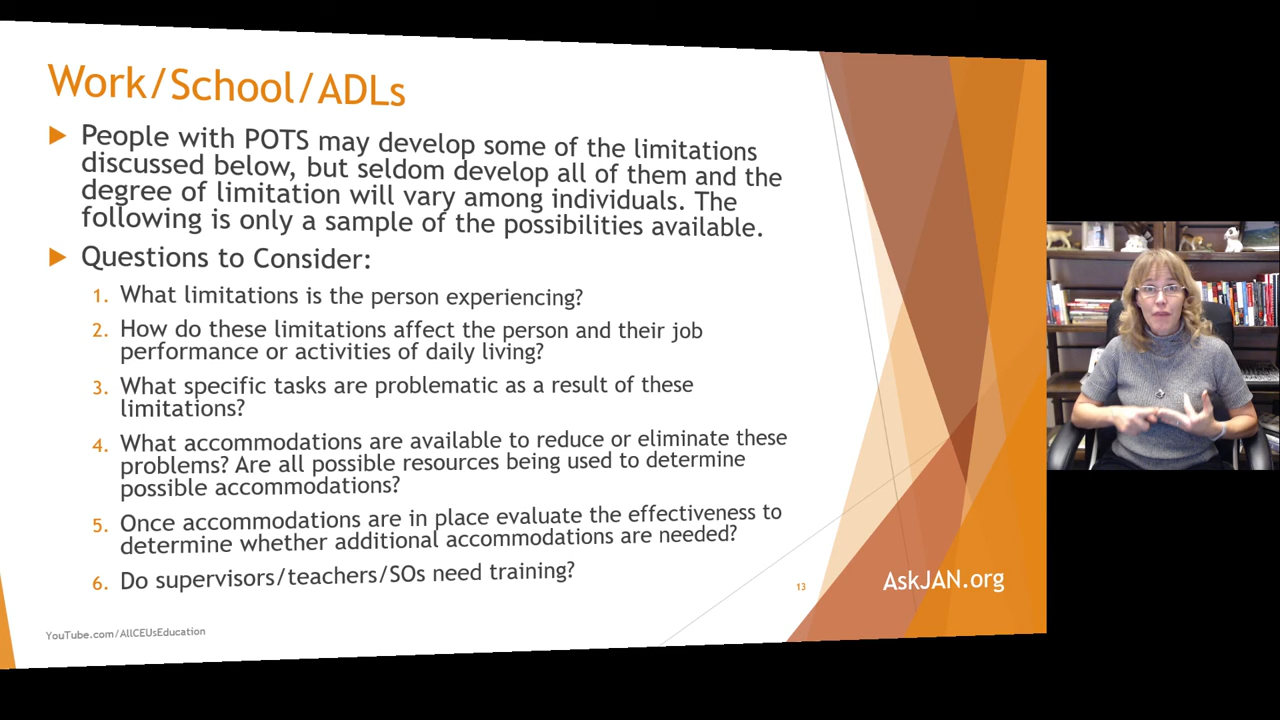 Work/School/ADLs
People with POTS may develop some of the limitations
discussed below, but seldom develop all of them and the
degree of limitation will vary among individuals. The
following is only a sample of the possibilities available.
Questions to Consider:
1. What limitations is the person experiencing?
2. How do these limitations affect the person and their job
performance or activities of daily living?
3. What specific tasks are problematic as a result of these
limitations?
4. What accommodations are available to reduce or eliminate these
problems? Are all possible resources being used to determine
possible accommodations?
5. Once accommodations are in place evaluate the effectiveness to
determine whether additional accommodations are needed?
6. Do supervisors/teachers/SOs need training?
13
AskJAN.org
YouTube.com/AllCEUsEducation